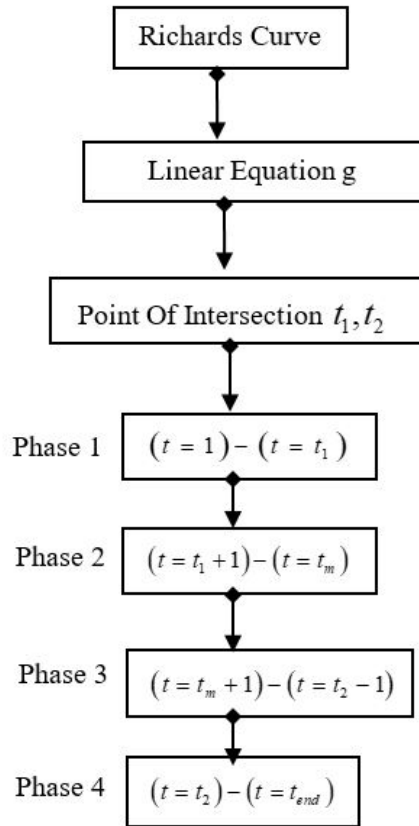 Richards Curve
Linear Equation g
Point Of Intersection t₁,t₂
Phase 1 (t = 1) – (t = t₁)
Phase 2 (t = t₁ + 1) – (t = tₘ)
Phase 3 (t = tₘ + 1) – (t = t₂ – 1)
Phase 4 (t = t₂) – (t = t_end)